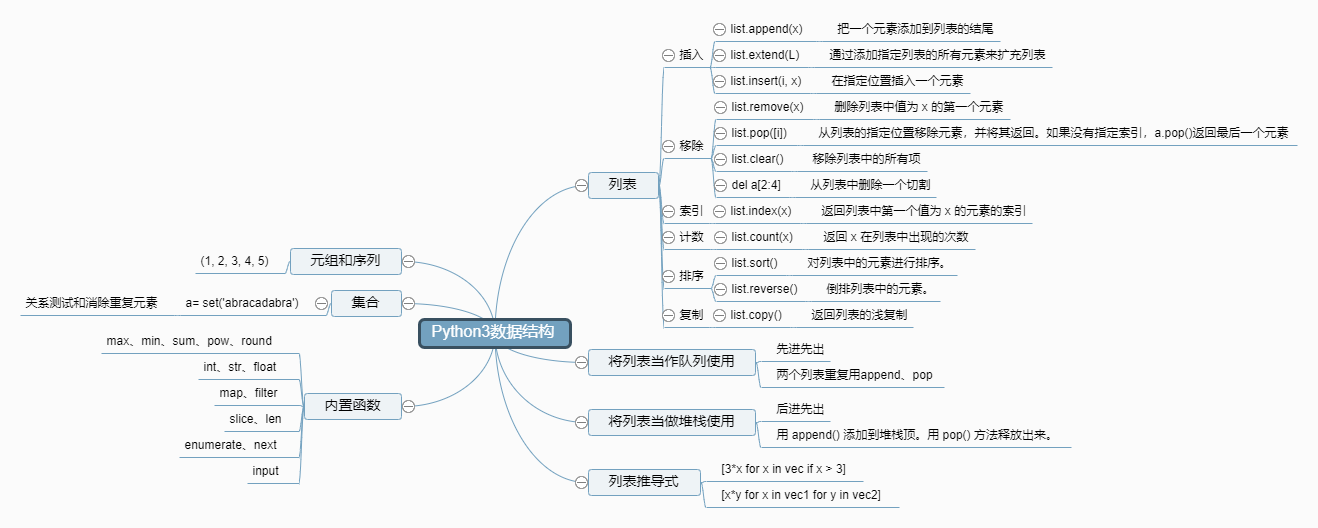 Python3数据结构
列表
插入
list.append(x) 把一个元素添加到列表的结尾
list.extend(L) 通过添加指定列表的所有元素来扩充列表
list.insert(i, x) 在指定位置插入一个元素
移除
list.remove(x) 删除列表中值为 x 的第一个元素
list.pop([i]) 从列表的指定位置移除元素，并将其返回。如果没有指定索引，a.pop()返回最后一个元素
list.clear() 移除列表中的所有项
del a[2:4] 从列表中删除一个切割
索引 list.index(x) 返回列表中第一个值为 x 的元素的索引
计数 list.count(x) 返回 x 在列表中出现的次数
排序
list.sort() 对列表中的元素进行排序。
list.reverse() 倒排列表中的元素。
复制 list.copy() 返回列表的浅复制
将列表当作队列使用
先进先出
两个列表重复用append、pop
将列表当做堆栈使用
后进先出
用 append() 添加到堆栈顶。用 pop() 方法释放出来。
列表推导式
[3*x for x in vec if x > 3]
[x*y for x in vec1 for y in vec2]
元组和序列
(1, 2, 3, 4, 5)
集合
a= set('abracadabra')
关系测试和消除重复元素
内置函数
max、min、sum、pow、round
int、str、float
map、filter
slice、len
enumerate、next
input